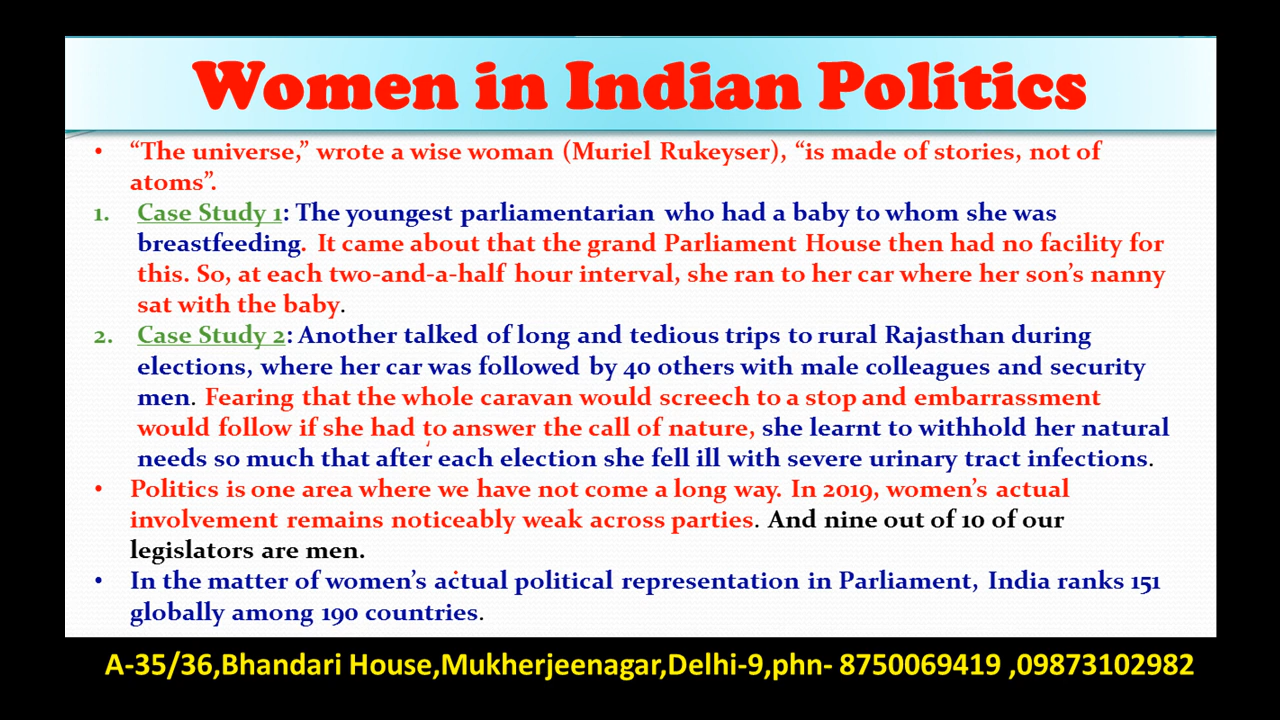 Women in Indian Politics
• “The universe,” wrote a wise woman (Muriel Rukeyser), “is made of stories, not of
atoms”.
1. Case Study 1: The youngest parliamentarian who had a baby to whom she was
breastfeeding. It came about that the grand Parliament House then had no facility for
this. So, at each two-and-a-half hour interval, she ran to her car where her son’s nanny
sat with the baby.
2. Case Study 2: Another talked of long and tedious trips to rural Rajasthan during
elections, where her car was followed by 40 others with male colleagues and security
men. Fearing that the whole caravan would screech to a stop and embarrassment
would follow if she had to answer the call of nature, she learnt to withhold her natural
needs so much that after each election she fell ill with severe urinary tract infections.
• Politics is one area where we have not come a long way. In 2019, women’s actual
involvement remains noticeably weak across parties. And nine out of 10 of our
legislators are men.
• In the matter of women’s actual political representation in Parliament, India ranks 151
globally among 190 countries.
A-35/36,Bhandari House,Mukherjeenagar,Delhi-9,phn- 8750069419 ,09873102982